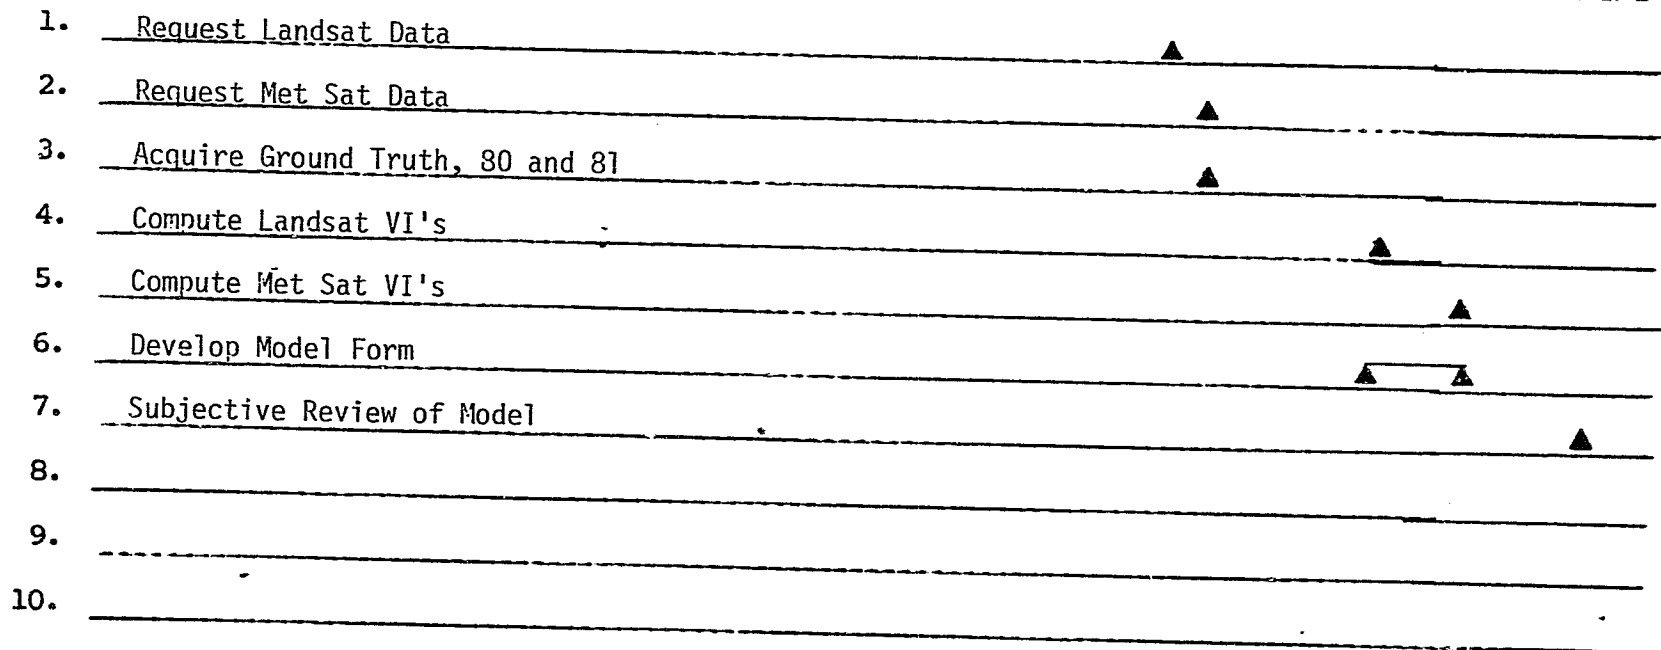 1. Request Landsat Data
2. Request Met Sat Data
3. Acquire Ground Truth, 80 and 81
4. Compute Landsat VI's
5. Compute Met Sat VI's
6. Develop Model Form
7. Subjective Review of Model
8.
9.
10.